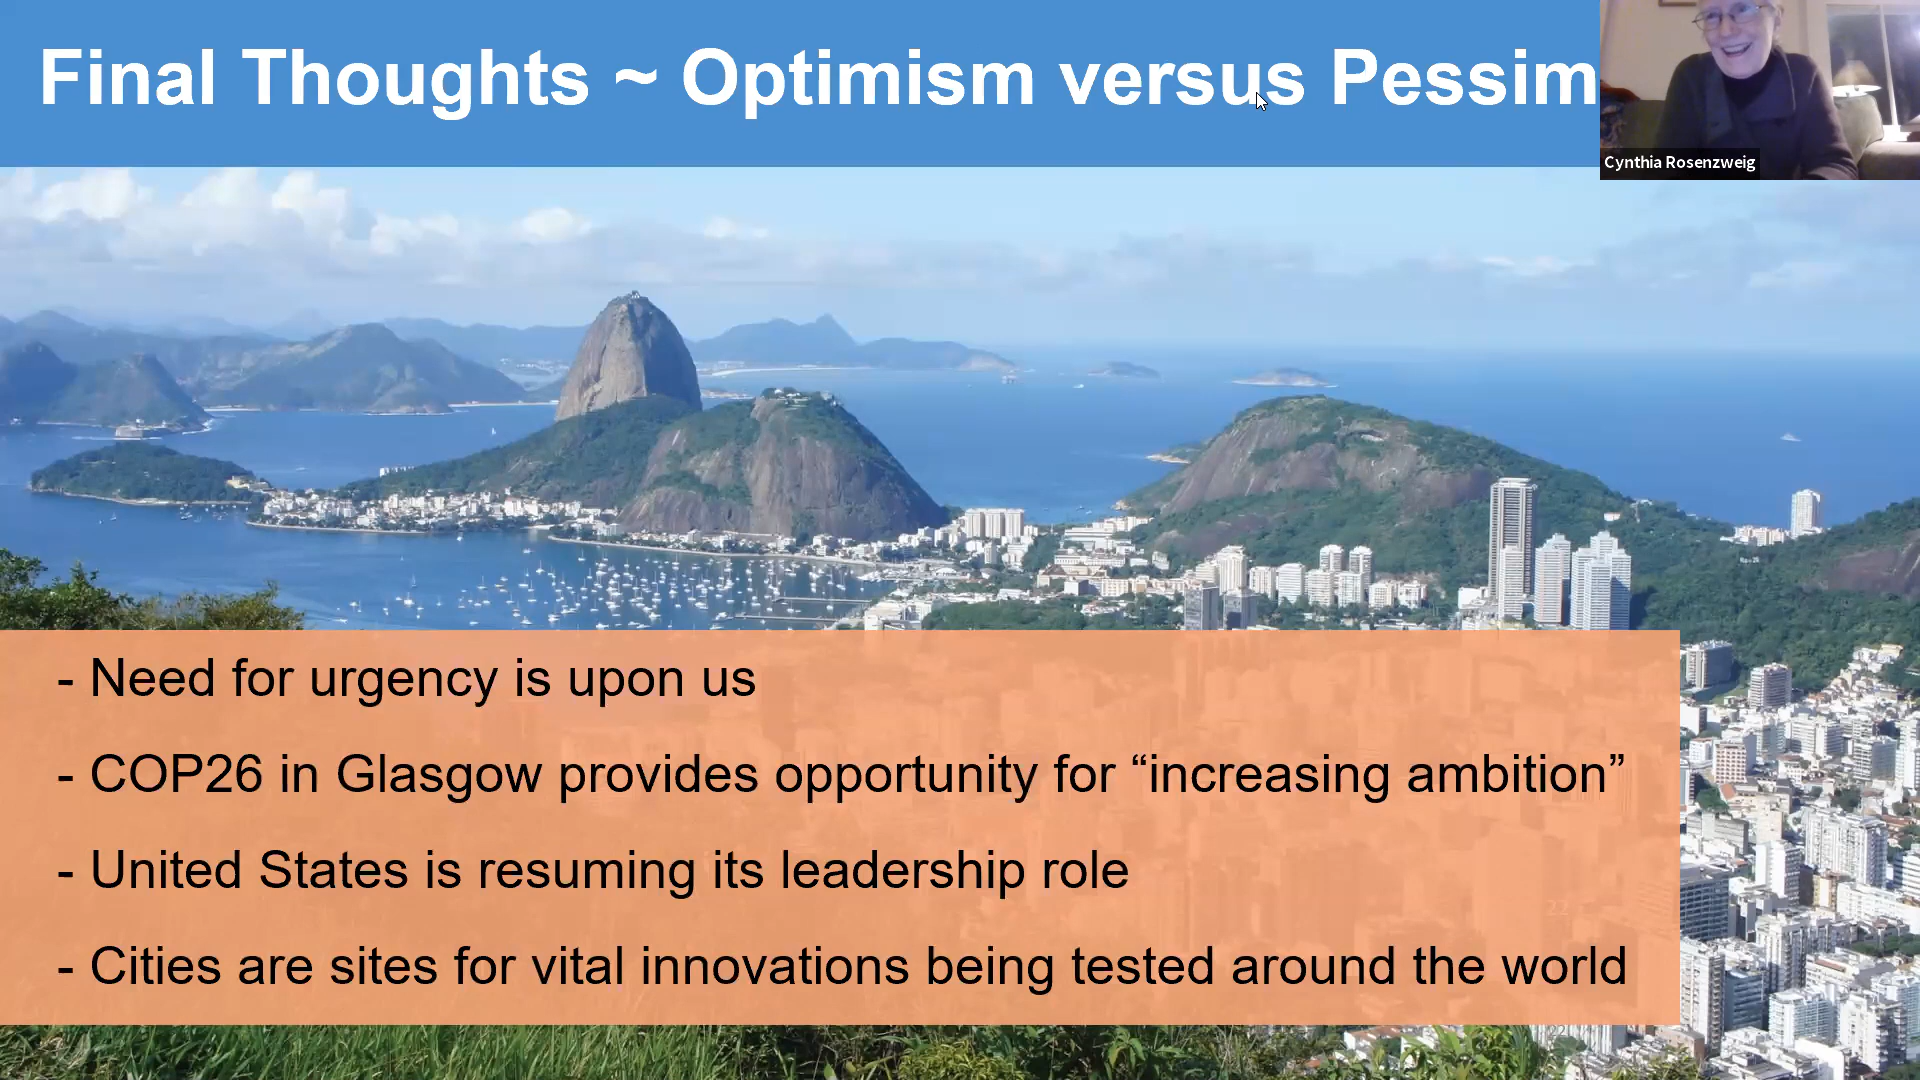 Final Thoughts ~ Optimism versus Pessim
Cynthia Rosenzweig
- Need for urgency is upon us
- COP26 in Glasgow provides opportunity for “increasing ambition”
- United States is resuming its leadership role
22
- Cities are sites for vital innovations being tested around the world
22